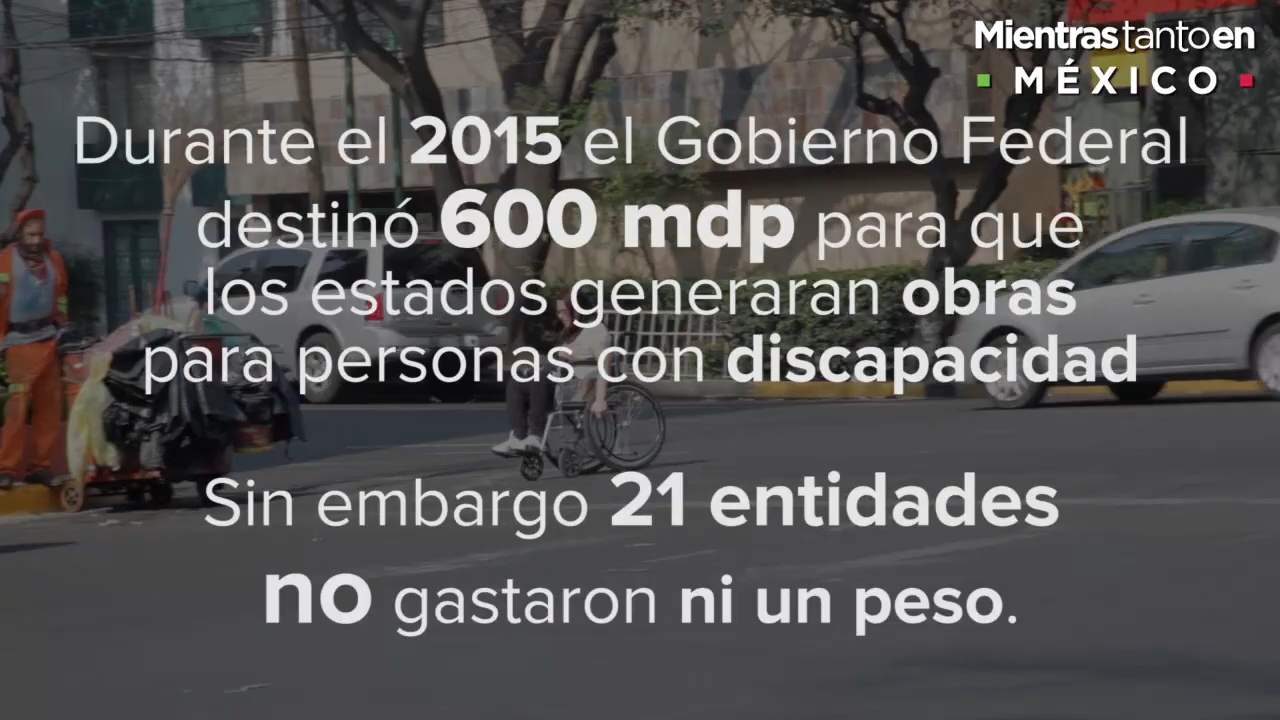 Mientras tanto en
MÉXICO
Durante el 2015 el Gobierno Federal
destinó 600 mdp para que
los estados generaran obras
para personas con discapacidad
Sin embargo 21 entidades
no gastaron ni un peso.